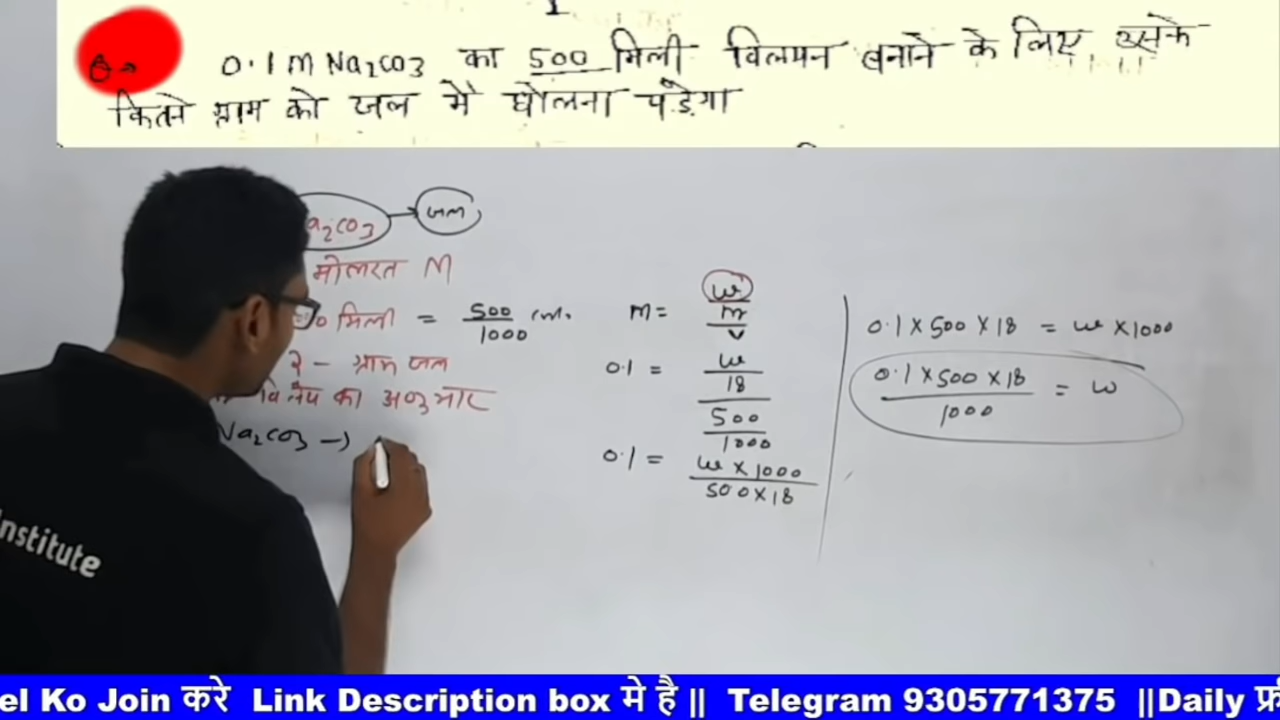 0.1 M Na2CO3 का 500 मिली विलयन बनाने के लिए उसके
कितने ग्राम को जल में घोलना पड़ेगा
a2CO3 → जल
मोलरत M
मिली = 500/1000
ग्राम जल
का अणुभार
Na2CO3 →
M = w/m/v
0.1 = w/18/500/1000
0.1 = w×1000/500×18
0.1×500×18 = w×1000
0.1×500×18/1000 = w
Institute
el Ko Join करे Link Description box मे है || Telegram 9305771375 ||Daily फ्र